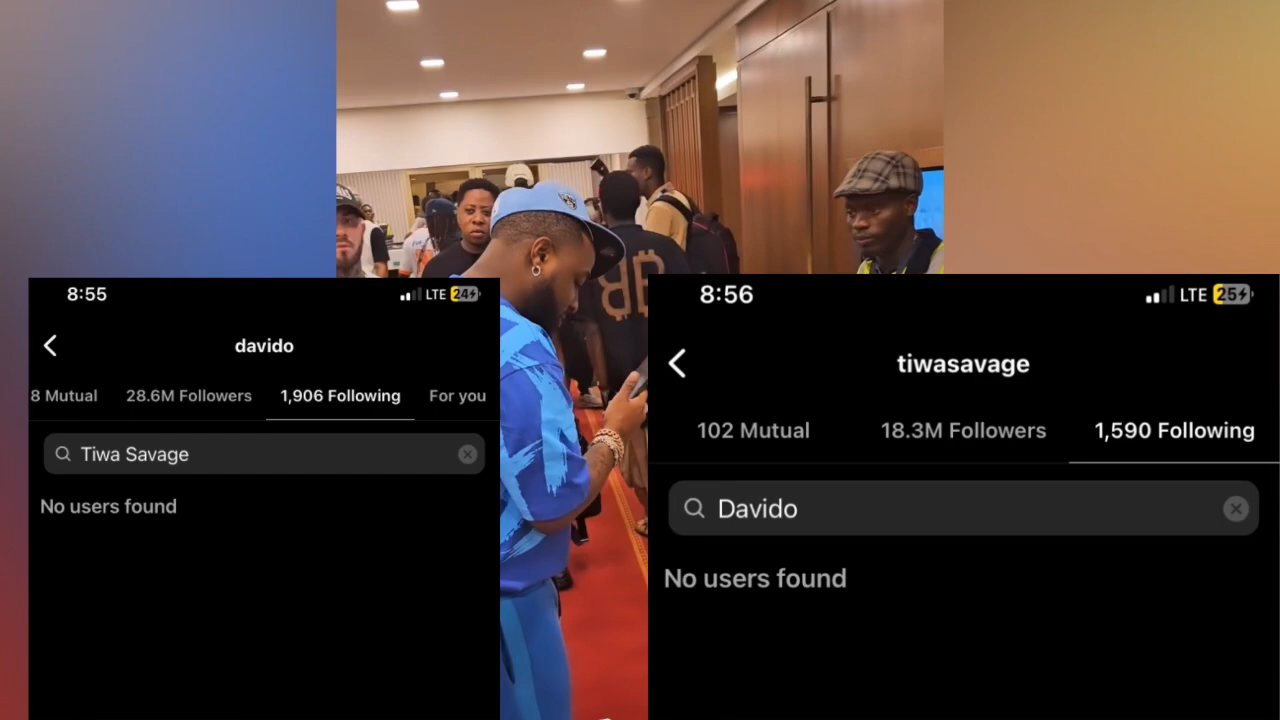 8:55
LTE 24
davido
8 Mutual 28.6M Followers 1,906 Following For you
Tiwa Savage
No users found
8:56
LTE 25
tiwasavage
102 Mutual 18.3M Followers 1,590 Following
Davido
No users found